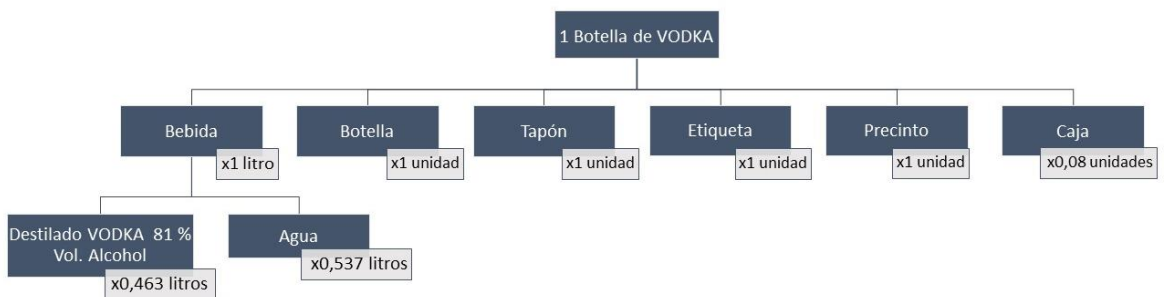 1 Botella de VODKA
Bebida
x1 litro
Botella
x1 unidad
Tapón
x1 unidad
Etiqueta
x1 unidad
Precinto
x1 unidad
Caja
x0,08 unidades
Destilado VODKA 81 %
Vol. Alcohol
x0,463 litros
Agua
x0,537 litros